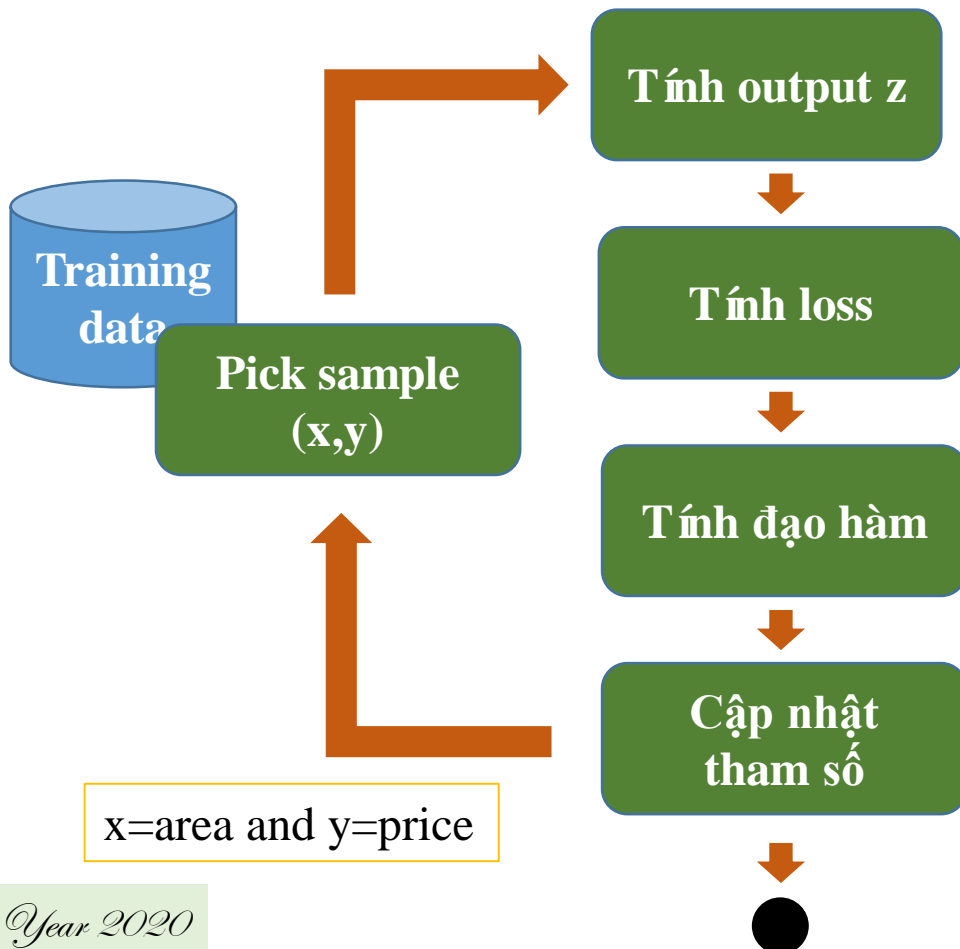 Tính output z
Training
data
Pick sample
(x,y)
Tính loss
Tính đạo hàm
Cập nhật
tham số
x=area and y=price
Year 2020